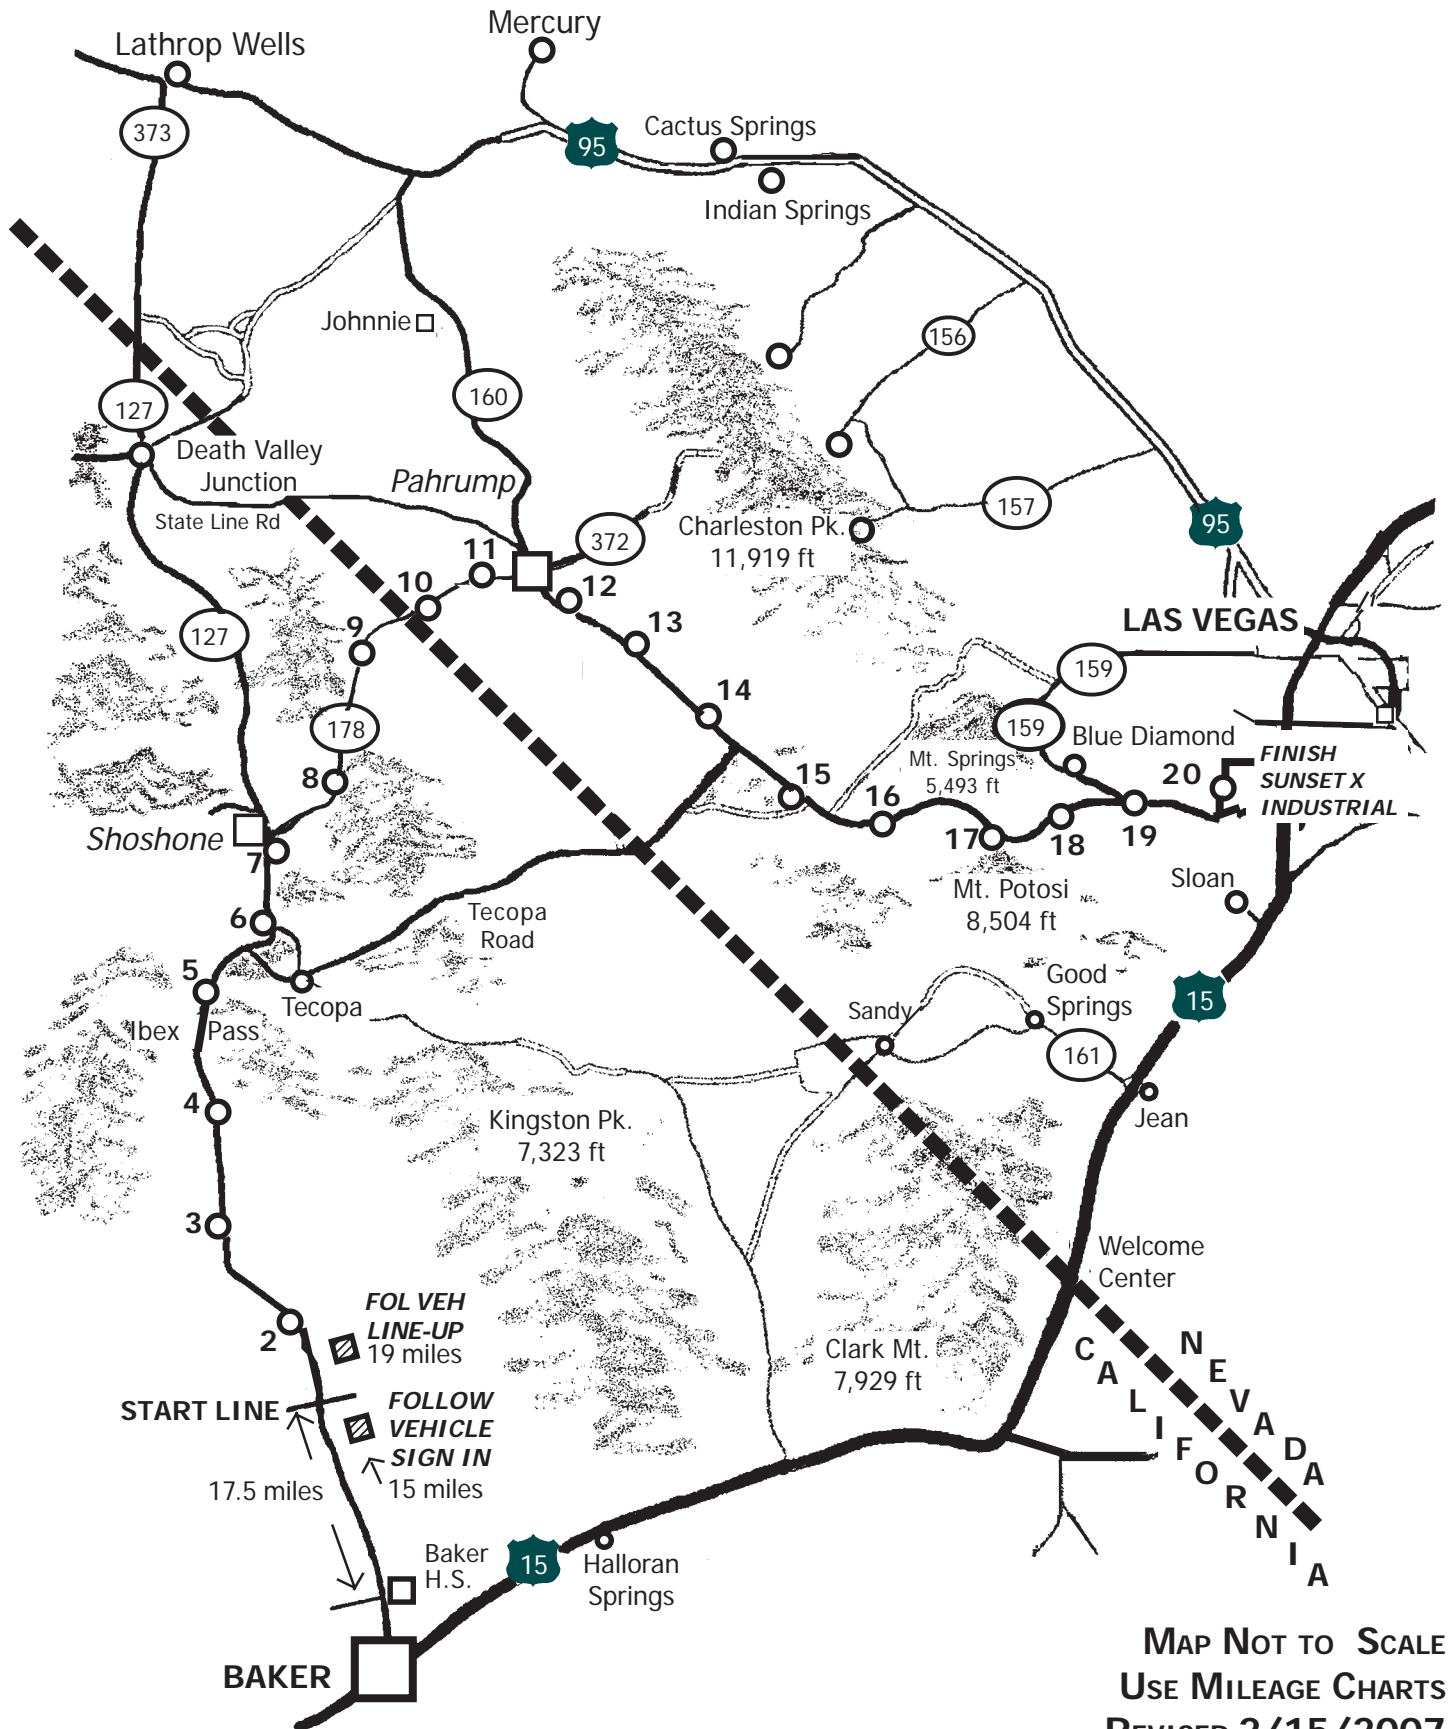 Mercury
Lathrop Wells
95
Cactus Springs
373
Indian Springs
Johnnie
156
160
127
Death Valley
Junction
Pahrump
State Line Rd
157
95
Charleston Pk.
11,919 ft
372
11
10
12
LAS VEGAS
127
9
13
159
14
178
159
Blue Diamond
Mt. Springs
5,493 ft
FINISH
SUNSET X
INDUSTRIAL
8
15
20
16
Shoshone
7
17
18
19
Mt. Potosi
8,504 ft
Sloan
6
Tecopa
Road
5
Good
Springs
15
Tecopa
Sandy
Ibex Pass
161
4
Jean
Kingston Pk.
7,323 ft
3
Welcome
Center
FOL VEH
LINE-UP
19 miles
2
Clark Mt.
7,929 ft
NEVADA
CALIFORNIA
START LINE
FOLLOW
VEHICLE
SIGN IN
15 miles
17.5 miles
Baker
H.S.
15
Halloran
Springs
BAKER
MAP NOT TO SCALE
USE MILEAGE CHARTS
REVISED 2/15/2007